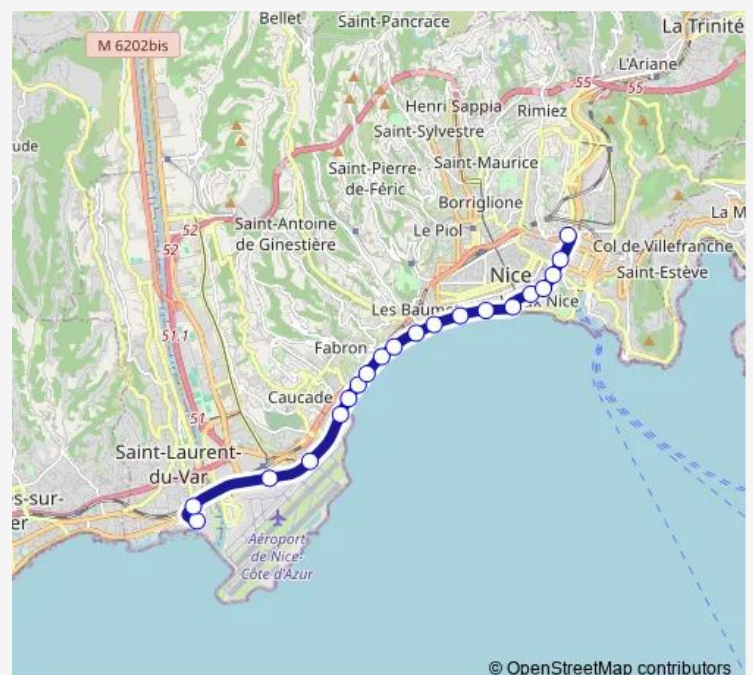 Bellet
Saint-Pancrace
La Trinité
M 6202bis
L'Ariane
55
55
Henri Sappia
Rimiez
Saint-Sylvestre
ude
Saint-Pierre-
de-Féric
Saint-Maurice
Borriglione
La M
52
Saint-Antoine
de Ginestière
Le Piol
Col de Villefranche
52
Nice
Saint-Estève
Les Baume
ux Nice
51.1
Fabron
Caucade
51
Saint-Laurent-
du-Var
es-sur-
er
Aéroport
de Nice-
Côte d'Azur
© OpenStreetMap contributors